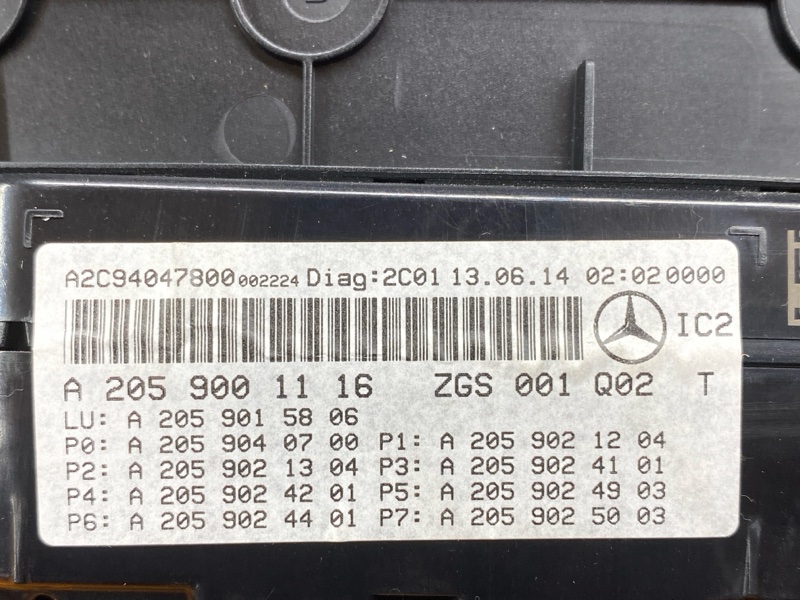 A2C94047800 002224 Diag:2C01 13.06.14 02:02 0000
IC2
A 205 900 11 16 ZGS 001 Q02 T
LU: A 205 901 58 06
P0: A 205 904 07 00 P1: A 205 902 12 04
P2: A 205 902 13 04 P3: A 205 902 41 01
P4: A 205 902 42 01 P5: A 205 902 49 03
P6: A 205 902 44 01 P7: A 205 902 50 03